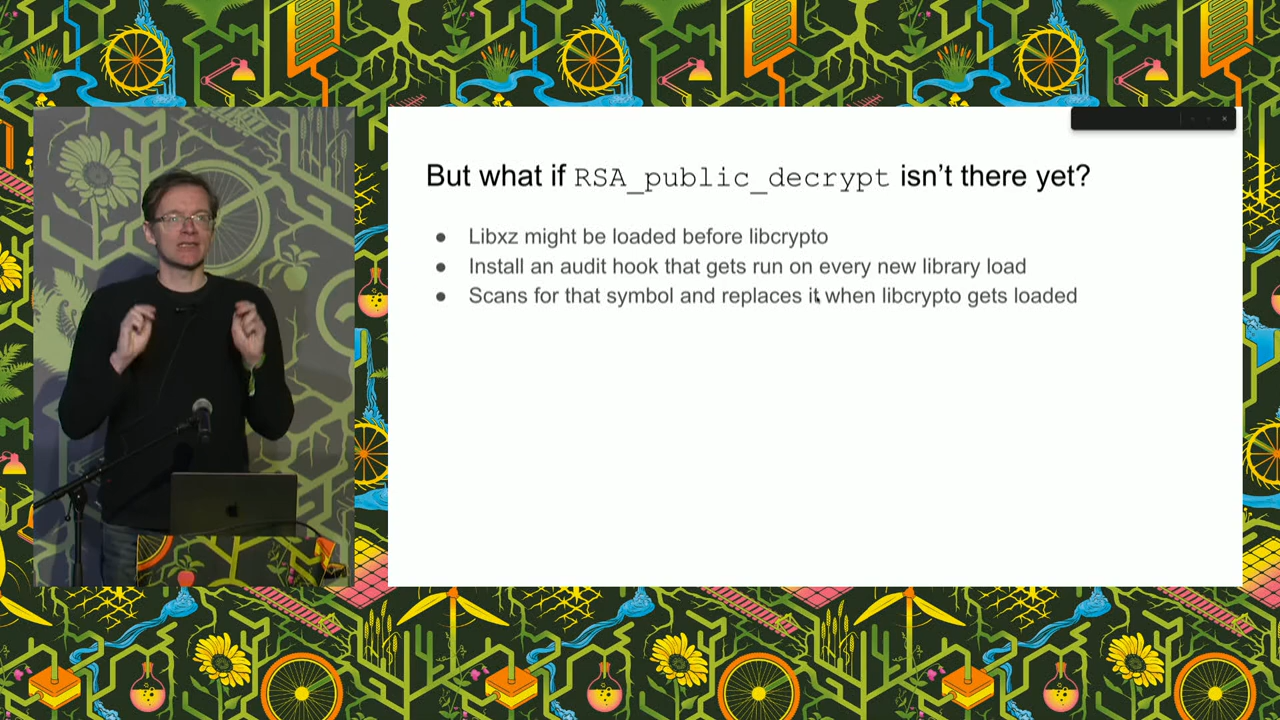 But what if RSA_public_decrypt isn't there yet?
● Libxz might be loaded before libcrypto
● Install an audit hook that gets run on every new library load
● Scans for that symbol and replaces it when libcrypto gets loaded